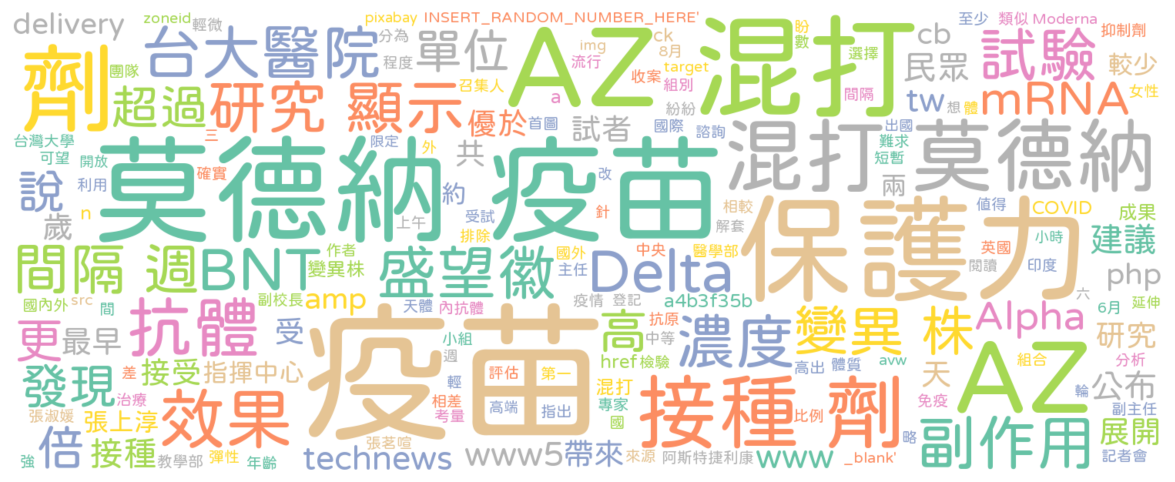 delivery
zoneid
輕微
pixabay
INSERT_RANDOM_NUMBER_HERE'
至少
類似
Moderna
抑制劑
劑
台大醫院
分為
單位
AZ
混打
盼
數
選擇
cb
民眾
試驗
較少
團隊
程度
img
ck
8月
流行
target
收案
組別
間隔
tw
想
體
女性
超過
研究
顯示
召集人
a
紛紛
mRNA
優於
首圖
試者
國際
諮詢
出國
難求
短暫
台灣大學
可望
開放
三
限定
外
莫德納
疫苗
共
混打
莫德納
說
利用
確實
約
改
兩
歲
n
上午
受試
針
相較
解套
保護力
值得
COVID
成果
間隔
週
BNT
作者
變異株
排除
盛望徽
國外
主任
中央
醫學部
Delta
英國
閱讀
小時
印度
建議
國內外
src
間
副校長
amp
天體
內抗體
疫情
登記
a4b3f35b
php
六
6月
延伸
更
最早
抗體
受
小組
週
疫苗
高
抗原
中等
濃度
變異
株
Alpha
研究
發現
差
治療
接受
指揮中心
輕
評估
第一
href
檢驗
高出
體質
avw
組合
分析
天
AZ
輪
公布
張淑媛
張上淳
效果
相差
考量
高端
指出
混打
專家
國
接種
劑
比例
略
免疫
副主任
強
倍
接種
教學部
彈性
年齡
張茗喧
technews
www5
帶來
來源
阿斯特捷利康
www
_blank'
副作用
展開
記者會